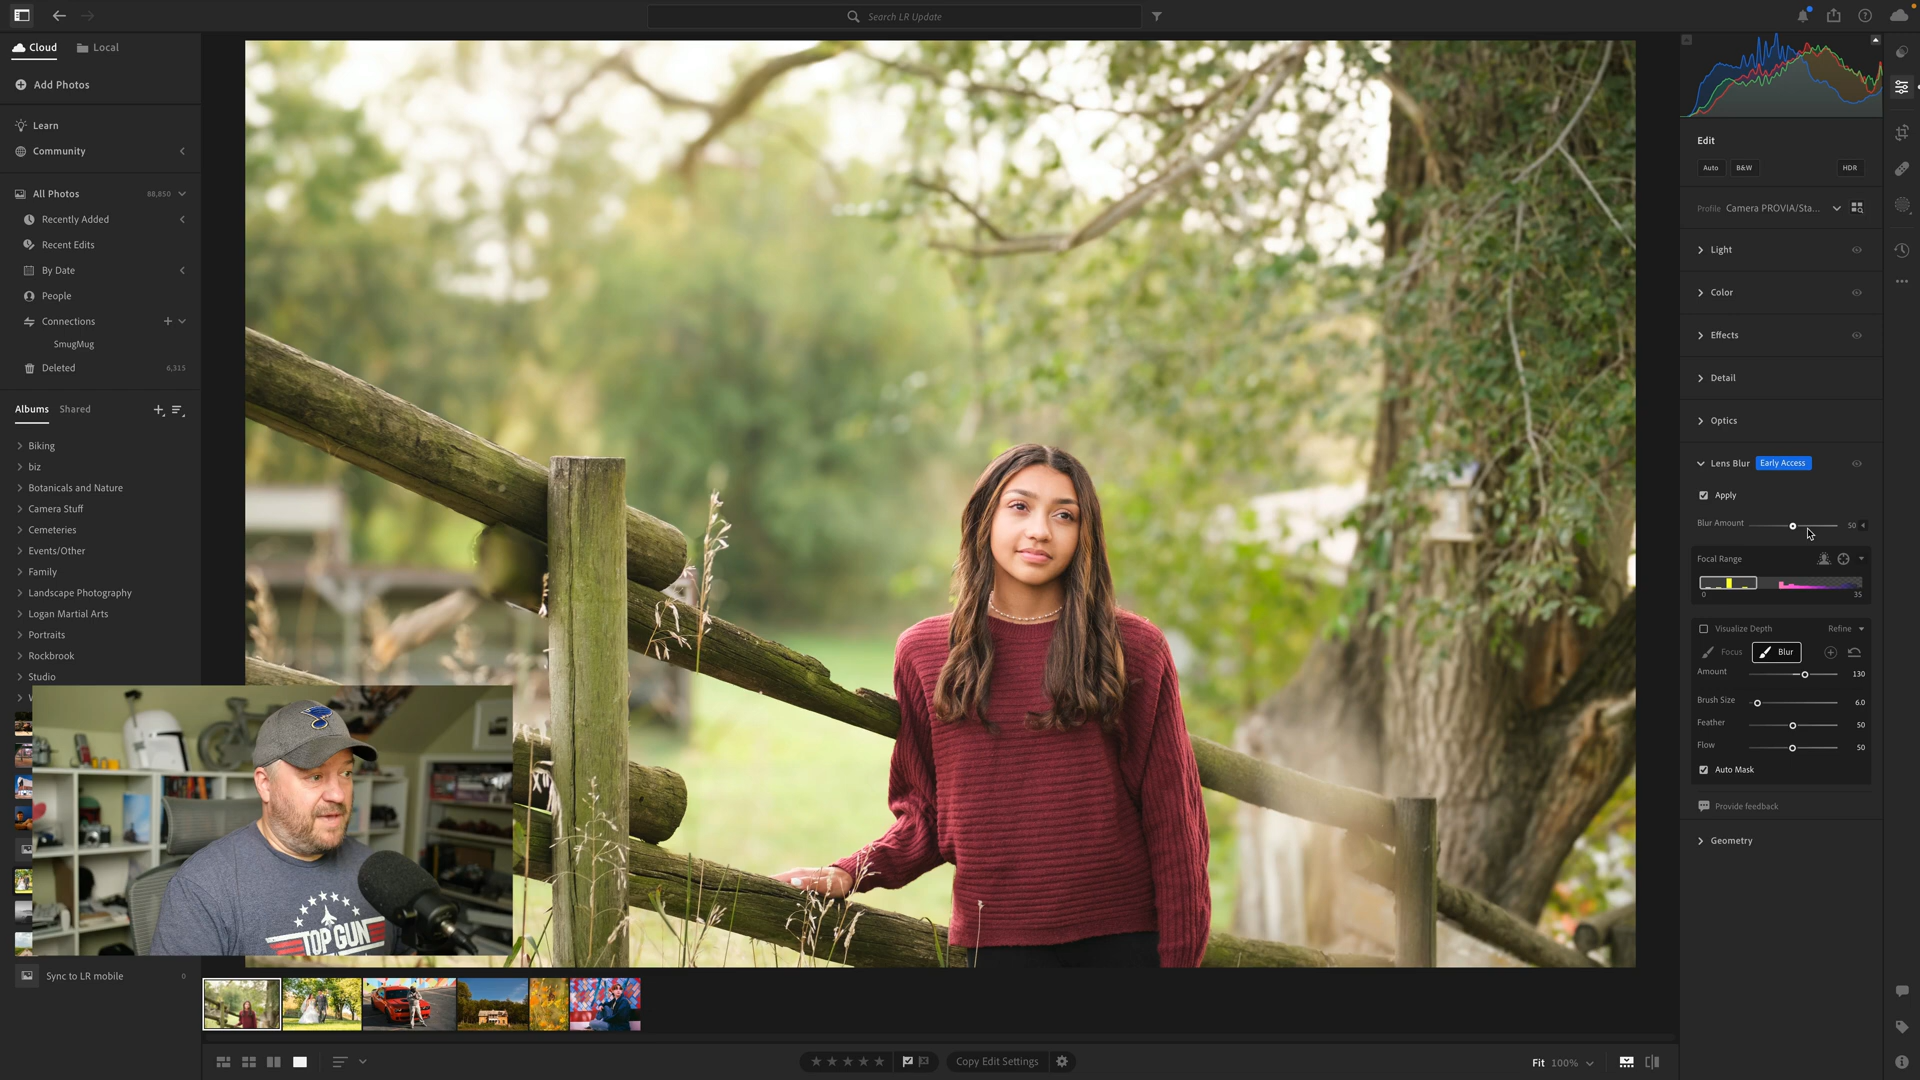 Search LR Update
Cloud
Local
Add Photos
Learn
Community
All Photos 88,850
Recently Added
Recent Edits
By Date
People
Connections
SmugMug
Deleted 6,315
Albums
Shared
Biking
biz
Botanicals and Nature
Camera Stuff
Cemeteries
Events/Other
Family
Landscape Photography
Logan Martial Arts
Portraits
Rockbrook
Studio
TOP GUN
Sync to LR mobile 0
Copy Edit Settings
Fit 100%
Edit
Auto B&W HDR
Profile Camera PROVIA/Sta...
Light
Color
Effects
Detail
Optics
Lens Blur Early Access
Apply
Blur Amount 50
Focal Range
0 35
Visualize Depth Refine
Focus Blur
Amount 130
Brush Size 6.0
Feather 50
Flow 50
Auto Mask
Provide feedback
Geometry